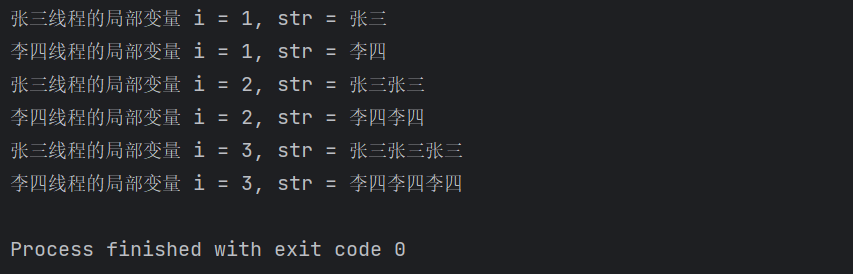 张三线程的局部变量 i = 1, str = 张三
李四线程的局部变量 i = 1, str = 李四
张三线程的局部变量 i = 2, str = 张三张三
李四线程的局部变量 i = 2, str = 李四李四
张三线程的局部变量 i = 3, str = 张三张三张三
李四线程的局部变量 i = 3, str = 李四李四李四
Process finished with exit code 0